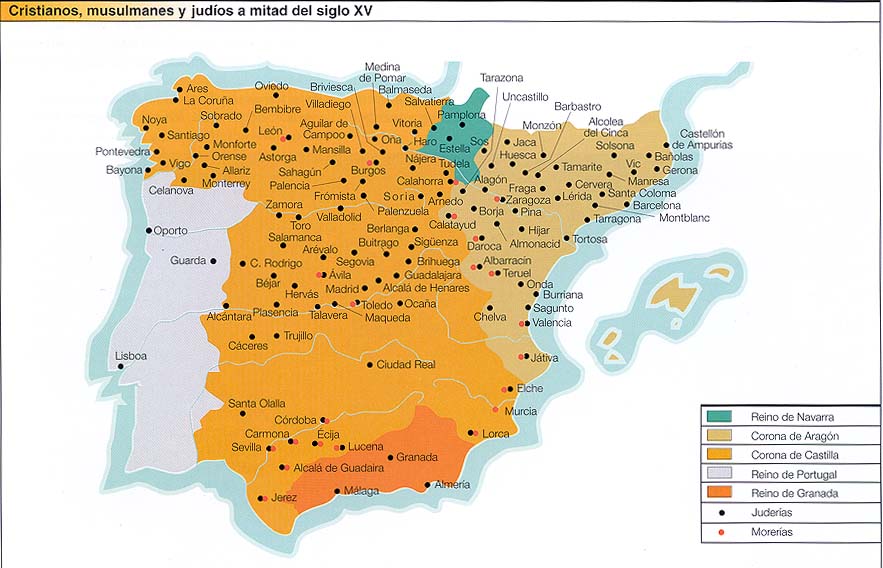 Cristianos, musulmanes y judíos a mitad del siglo XV
Medina
de Pomar
Balmaseda
Tarazona
Uncastillo
Barbastro
Briviesca
Villadiego
Salvatierra
Pamplona
Oviedo
Ares
La Coruña
Sobrado
Bembibre
Aguilar de
Campoo
Vitoria
Oña
Haro
Estella
Sos
Jaca
Monzón
Alcolea
del Cinca
Solsona
Castellón
de Ampurias
Noya
Santiago
León
Monforte
Mansilla
Astorga
Huesca
Tamarite
Vic
Bañolas
Gerona
Pontevedra
Vigo
Orense
Allariz
Bayona
Celanova
Monterrey
Sahagún
Burgos
Nájera
Tudela
Palencia
Calahorra
Alagón
Fraga
Cervera
Manresa
Frómista
Soria
Arnedo
Zaragoza
Lérida
Santa Coloma
Barcelona
Zamora
Toro
Valladolid
Palenzuela
Borja
Pina
Montblanc
Tarragona
Calatayud
Oporto
Salamanca
Berlanga
Sigüenza
Daroca
Híjar
Almonacid
Tortosa
Arévalo
Buitrago
Guarda
C. Rodrigo
Segovia
Brihuega
Albarracin
Teruel
Béjar
Ávila
Guadalajara
Hervás
Madrid
Alcalá de Henares
Onda
Burriana
Alcántara
Plasencia
Talavera
Toledo
Ocaña
Maqueda
Chelva
Sagunto
Valencia
Cáceres
Trujillo
Lisboa
Ciudad Real
Játiva
Elche
Santa Olalla
Murcia
Córdoba
Lorca
Carmona
Écija
Sevilla
Lucena
Granada
Alcalá de Guadaira
Málaga
Almería
Jerez
Reino de Navarra
Corona de Aragón
Corona de Castilla
Reino de Portugal
Reino de Granada
Juderías
Morerías